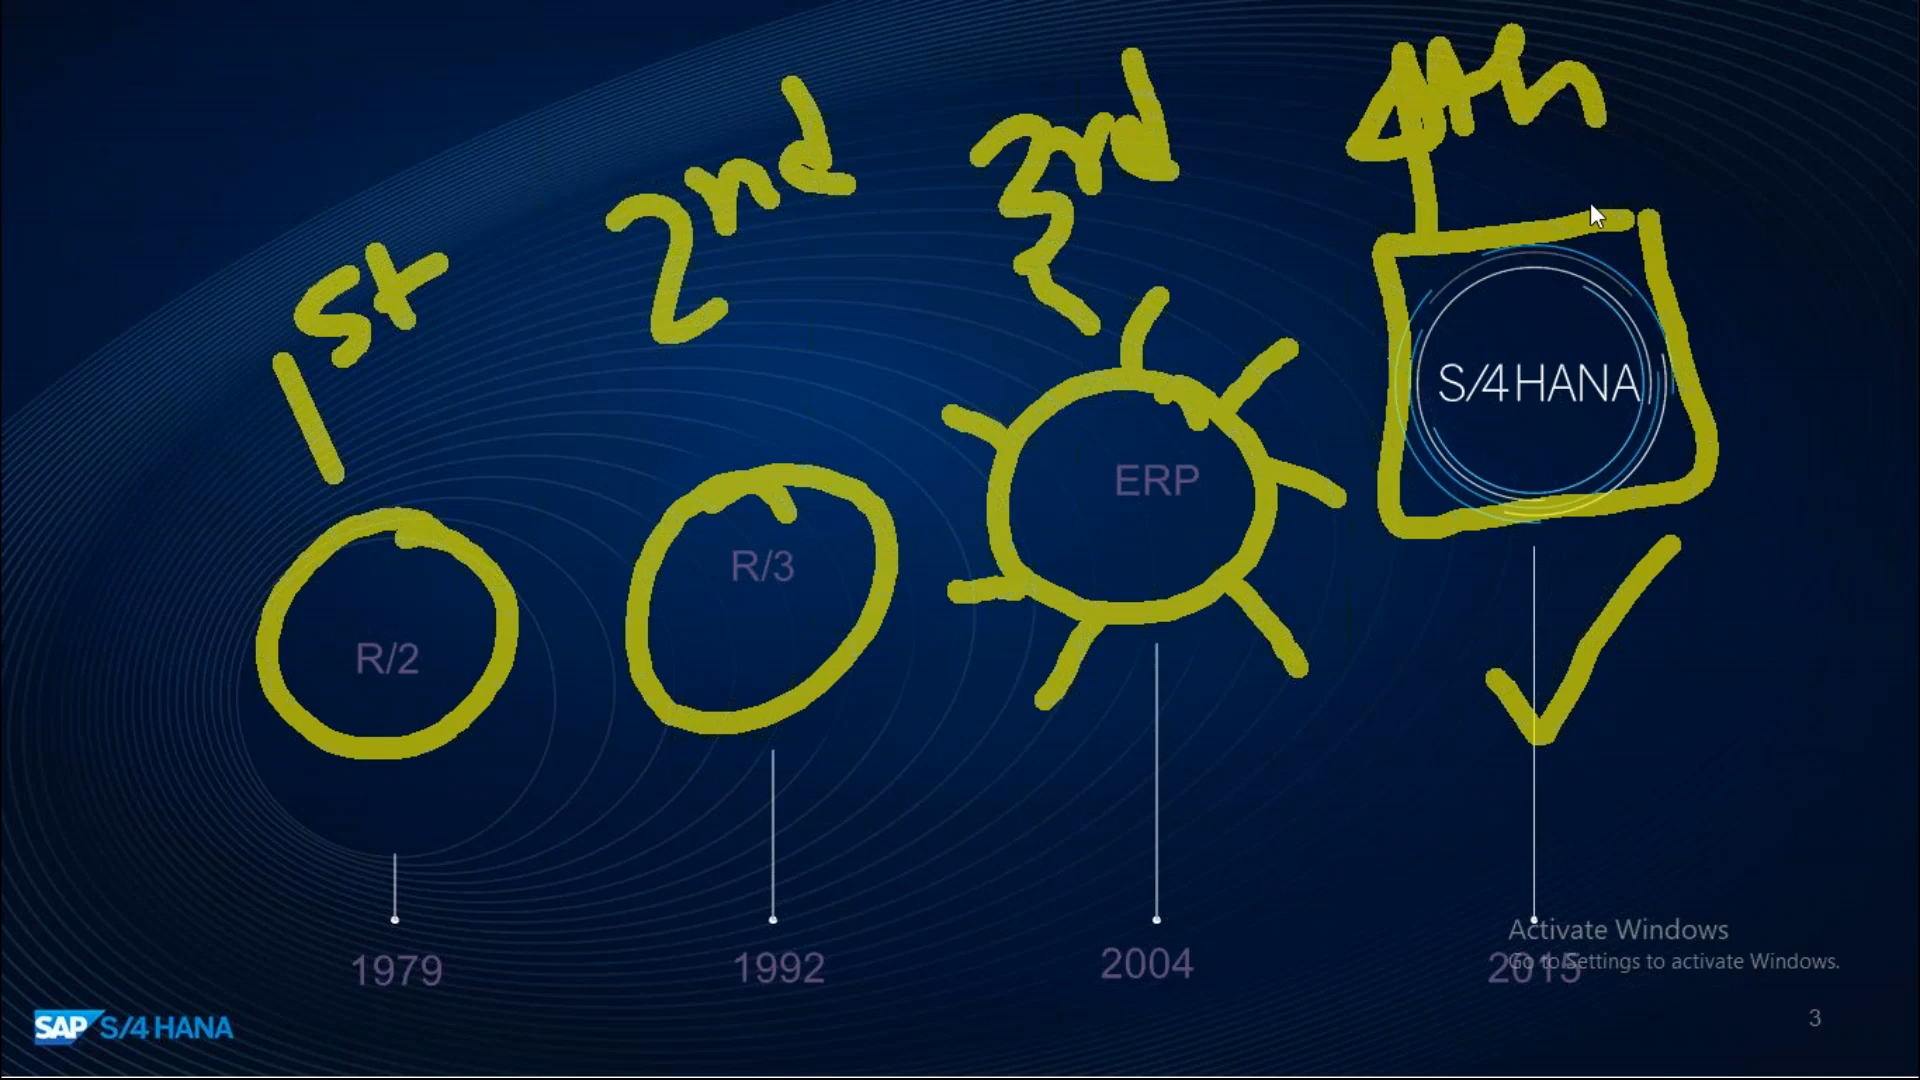 1st
2nd
3rd
4th
S/4HANA
ERP
R/3
R/2
1979
1992
2004
2015
Activate Windows
Go to Settings to activate Windows.
SAP S/4 HANA
3